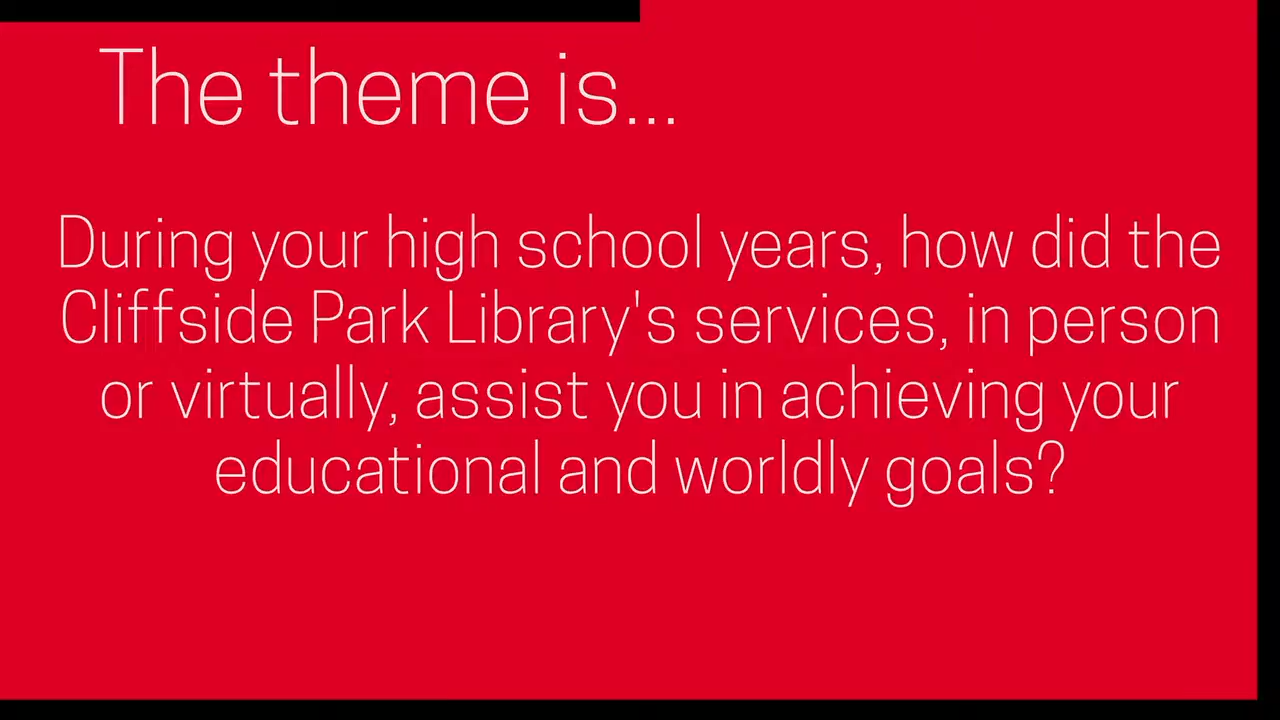 The theme is...
During your high school years, how did the
Cliffside Park Library's services, in person
or virtually, assist you in achieving your
educational and worldly goals?